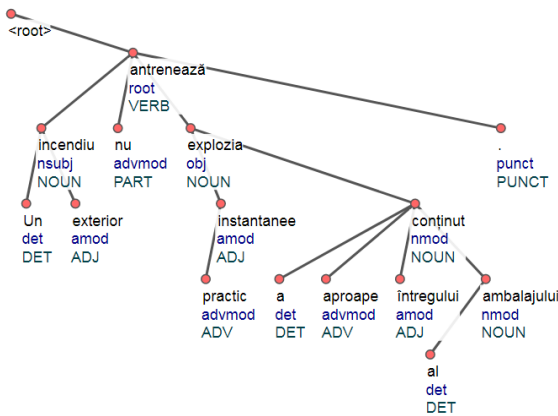 <root>
antrenează
root
VERB
incendiu nu explozia .
nsubj advmod obj punct
NOUN PART NOUN PUNCT
Un exterior instantanee conținut
det amod amod nmod
DET ADJ ADJ NOUN
practic a aproape întregului ambalajului
advmod det advmod amod nmod
ADV DET ADV ADJ NOUN
al
det
DET